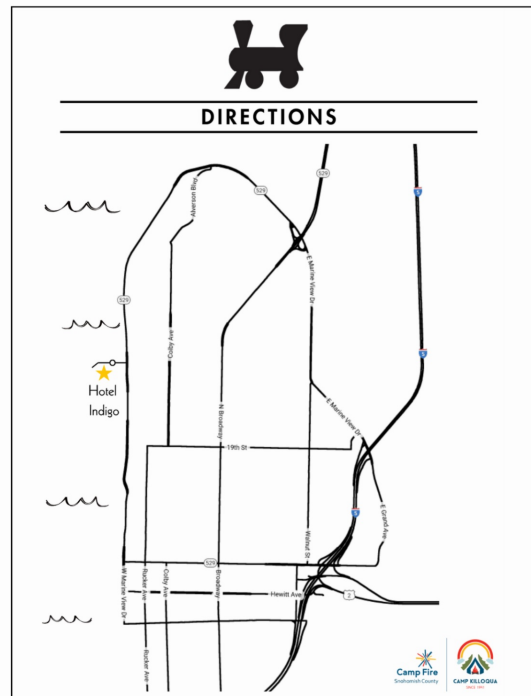 DIRECTIONS
529
5
Alverson Blvd
529
529
E Marine View Dr
5
Colby Ave
Hotel
Indigo
N Broadway
E Marine View Dr
19th St
5
E Grand Ave
Walnut St
529
W Marine View Dr
Rucker Ave
Colby Ave
Broadway
Hewitt Ave
2
Rucker Ave
Camp Fire
Snohomish County
CAMP KILLOQUA
SINCE 1941